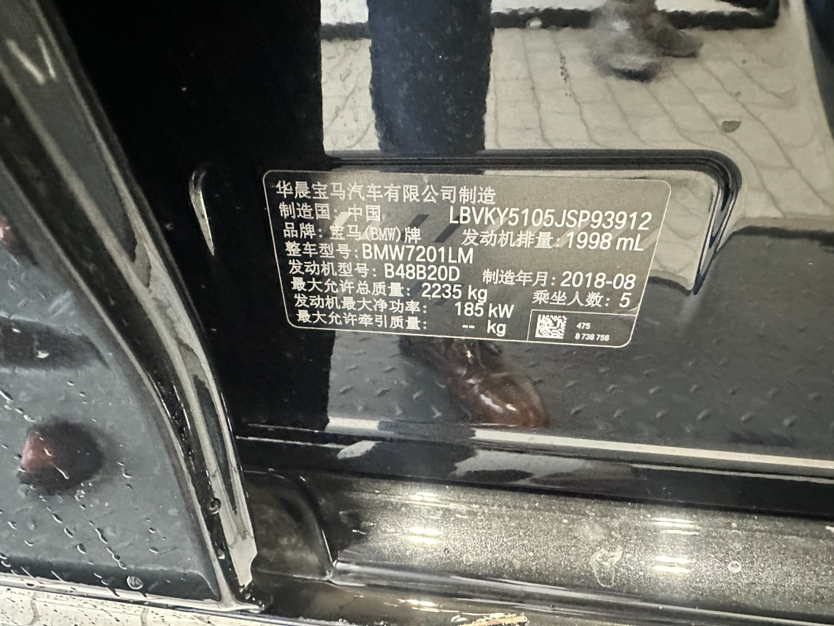 华晨宝马汽车有限公司制造
制造国：中国 LBVKY5105JSP93912
品牌：宝马(BMW)牌 发动机排量：1998 mL
整车型号：BMW7201LM
发动机型号：B48B20D 制造年月：2018-08
最大允许总质量：2235 kg 乘坐人数：5
发动机最大净功率：185 kW
最大允许牵引质量：-- kg
475
8 738 756